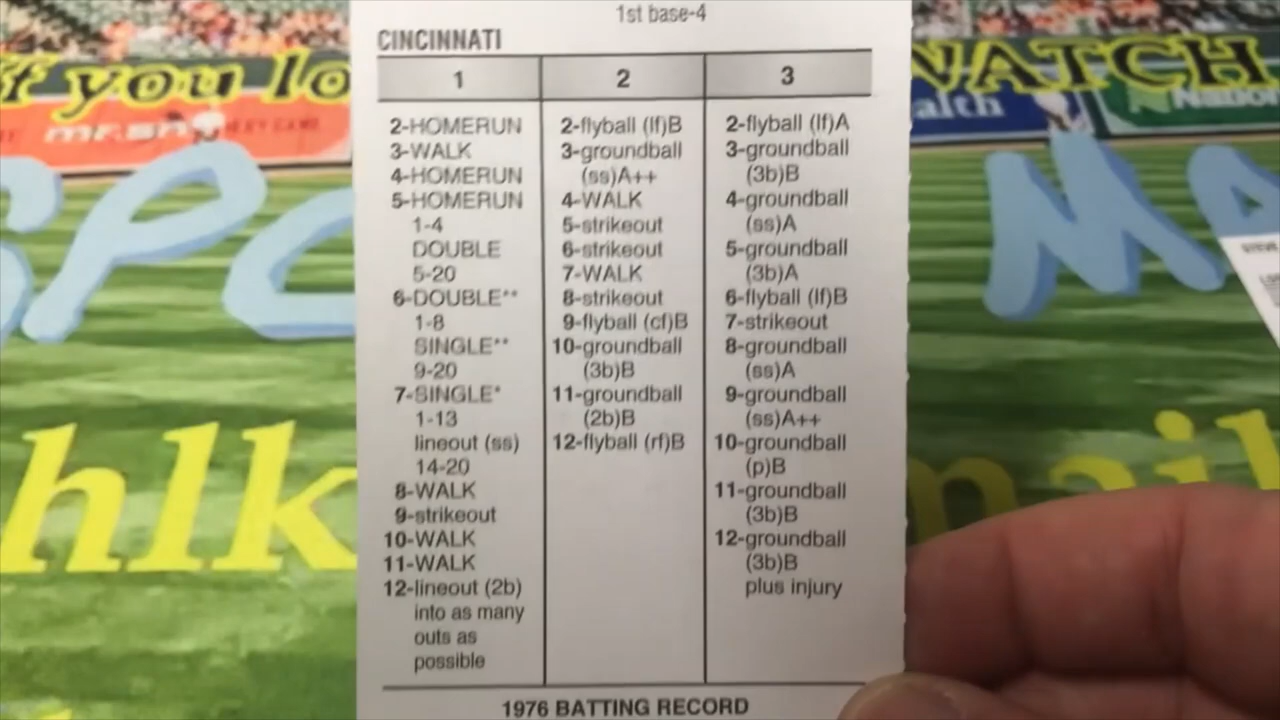 1st base-4
CINCINNATI
1
2-HOMERUN
3-WALK
4-HOMERUN
5-HOMERUN
1-4
DOUBLE
5-20
6-DOUBLE**
1-8
SINGLE**
9-20
7-SINGLE*
1-13
lineout (ss)
14-20
8-WALK
9-strikeout
10-WALK
11-WALK
12-lineout (2b)
into as many
outs as
possible
2
2-flyball (lf)B
3-groundball
(ss)A++
4-WALK
5-strikeout
6-strikeout
7-WALK
8-strikeout
9-flyball (cf)B
10-groundball
(3b)B
11-groundball
(2b)B
12-flyball (rf)B
3
2-flyball (lf)A
3-groundball
(3b)B
4-groundball
(ss)A
5-groundball
(3b)A
6-flyball (lf)B
7-strikeout
8-groundball
(ss)A
9-groundball
(ss)A++
10-groundball
(p)B
11-groundball
(3b)B
12-groundball
(3b)B
plus injury
1976 BATTING RECORD
f you lo
WATCH
hlk
mail